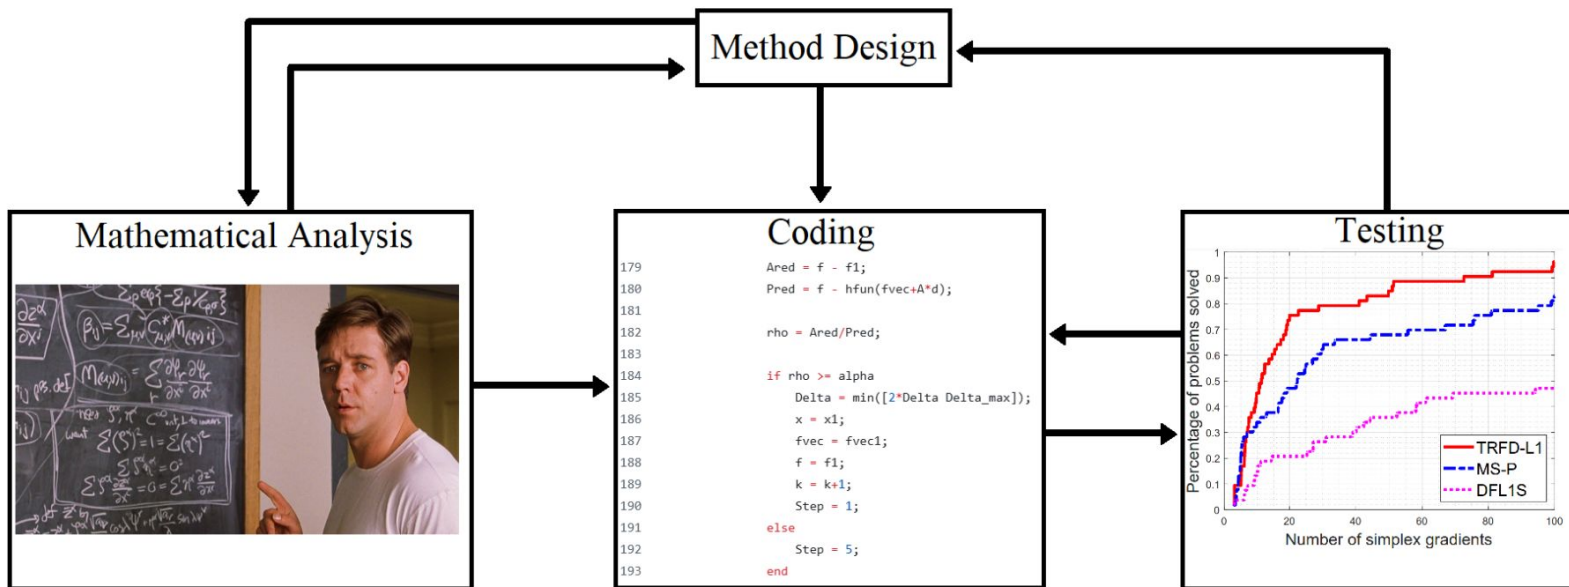 Method Design
Mathematical Analysis
Coding
179 Ared = f - f1;
180 Pred = f - hfun(fvec+A*d);
181
182 rho = Ared/Pred;
183
184 if rho >= alpha
185 Delta = min([2*Delta Delta_max]);
186 x = x1;
187 fvec = fvec1;
188 f = f1;
189 k = k+1;
190 Step = 1;
191 else
192 Step = 5;
193 end
Testing
Percentage of problems solved
1
0.9
0.8
0.7
0.6
0.5
0.4
0.3
0.2
0.1
0
TRFD-L1
MS-P
DFL1S
0 20 40 60 80 100
Number of simplex gradients